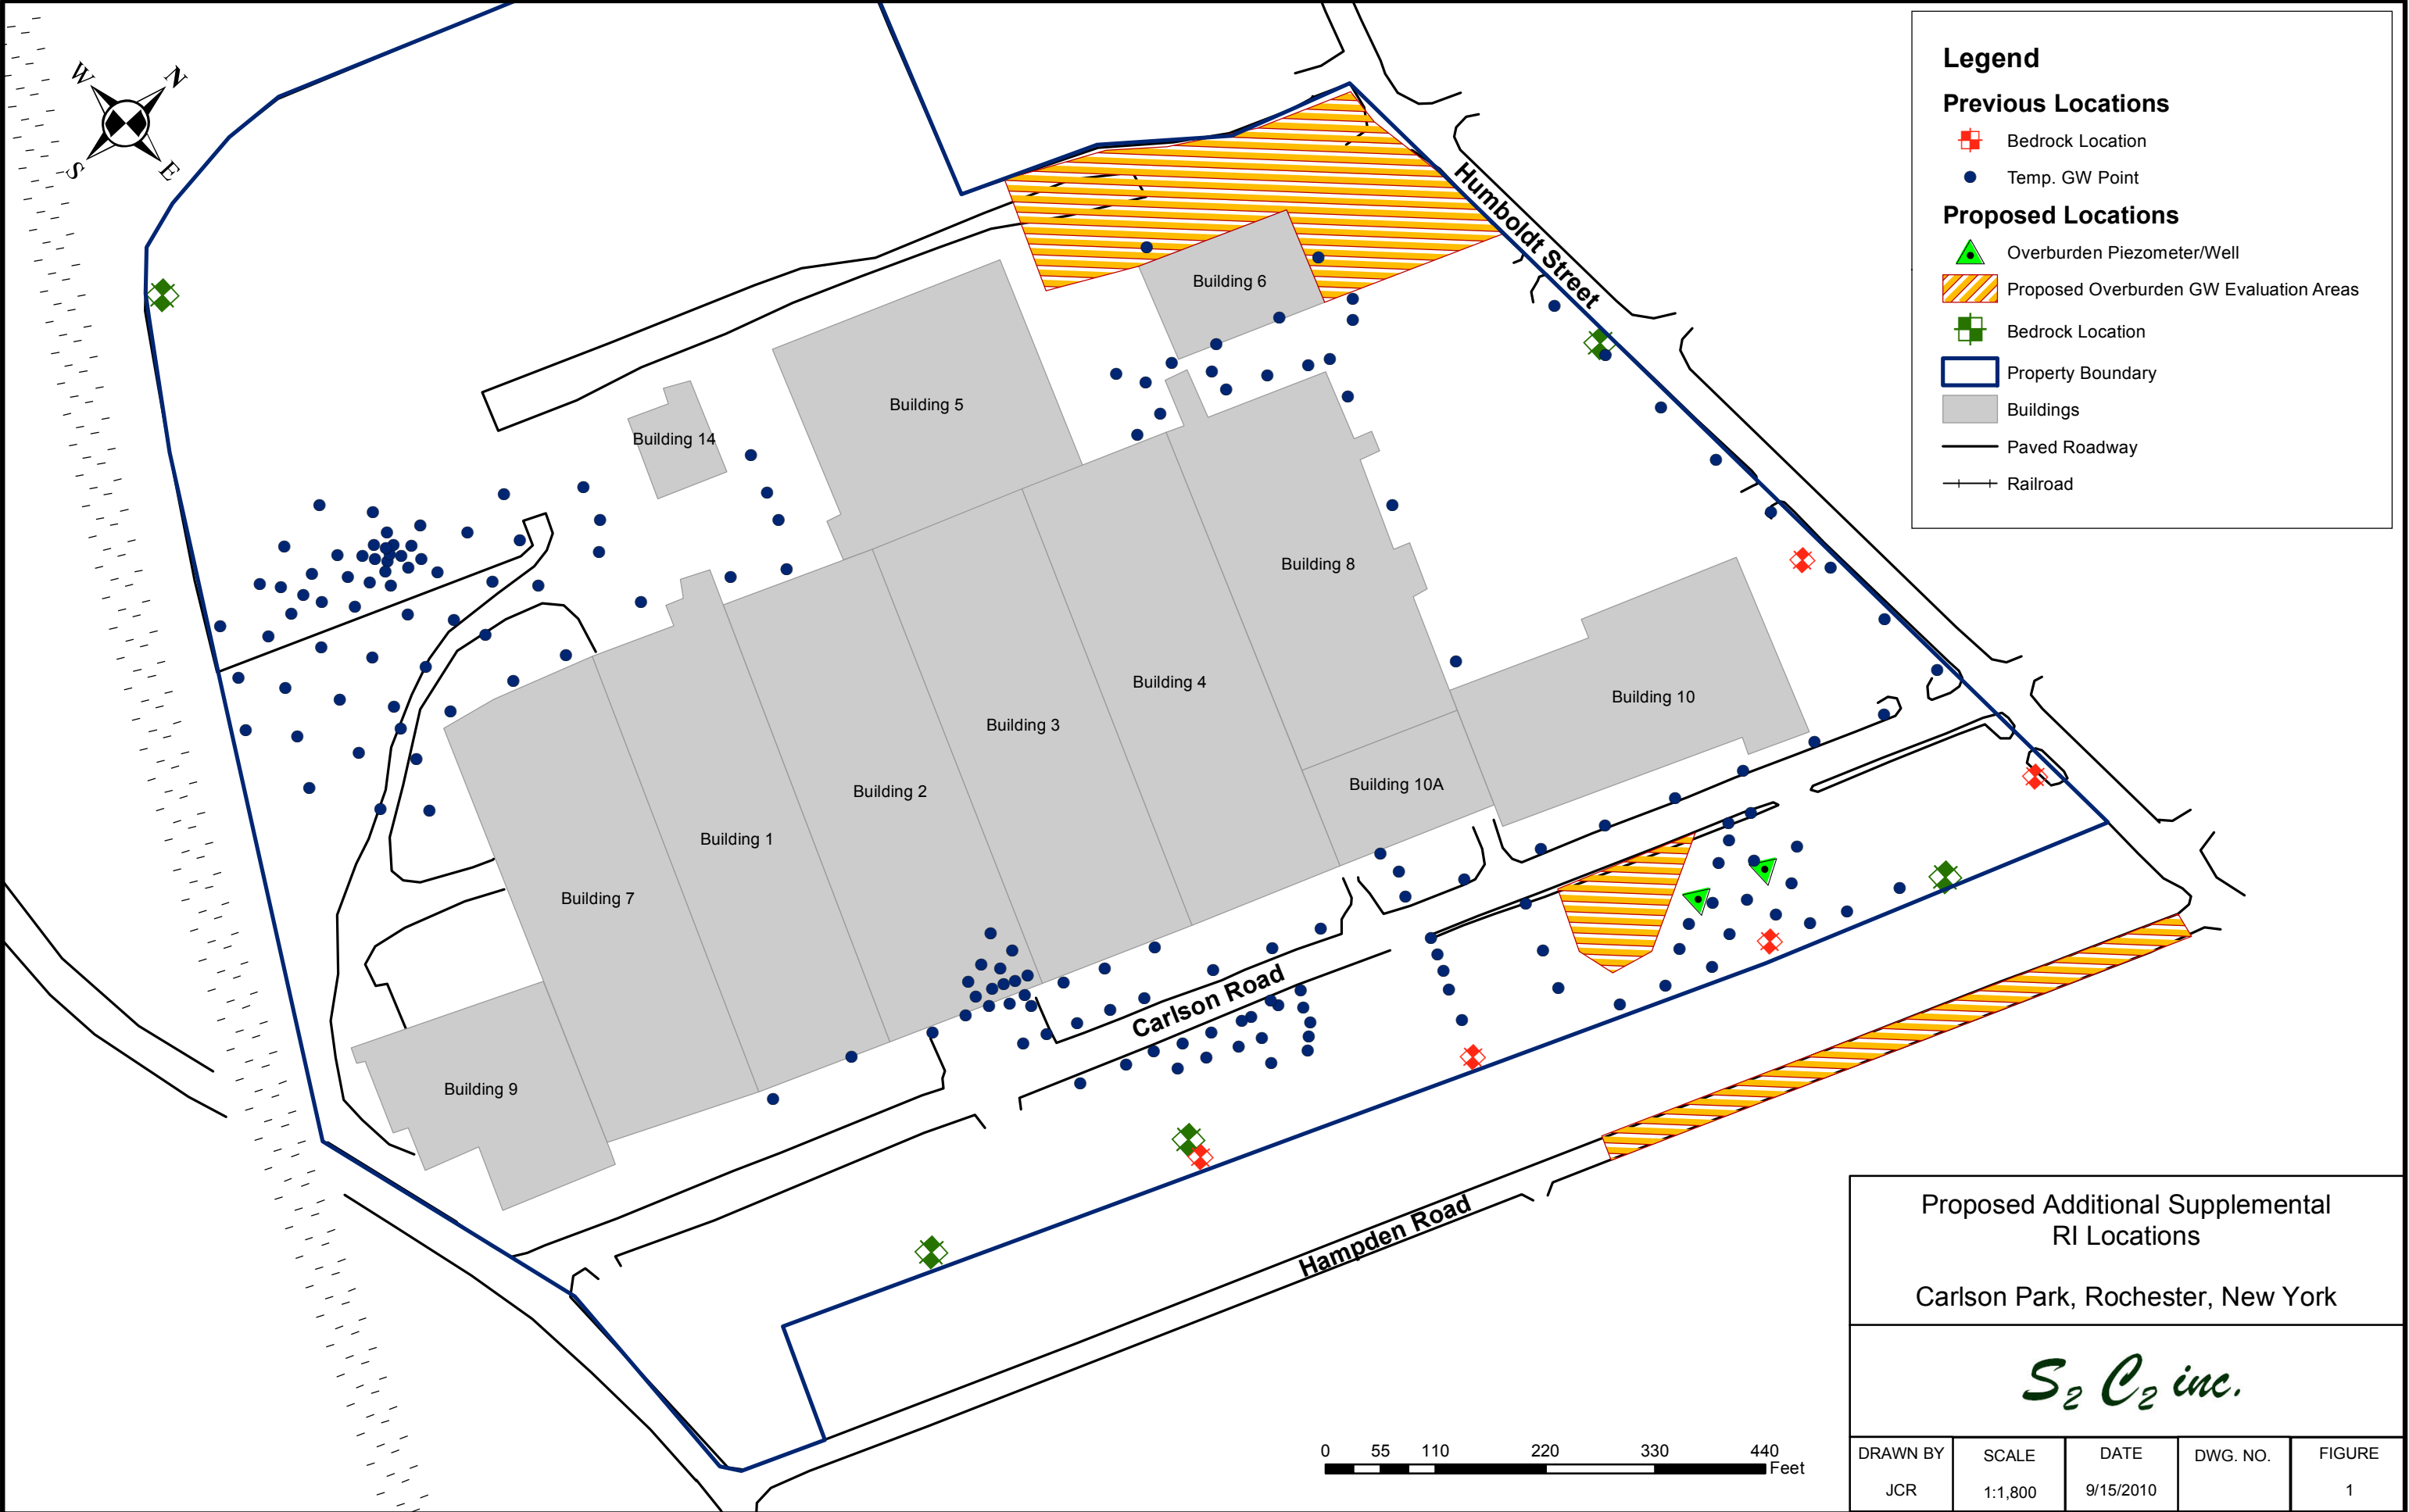 W
N
S
E
Humboldt Street
Building 6
Building 5
Building 14
Building 8
Building 10
Building 4
Building 3
Building 10A
Building 2
Building 1
Building 7
Building 9
Carlson Road
Hampden Road
Legend
Previous Locations
Bedrock Location
Temp. GW Point
Proposed Locations
Overburden Piezometer/Well
Proposed Overburden GW Evaluation Areas
Bedrock Location
Property Boundary
Buildings
Paved Roadway
Railroad
0 55 110 220 330 440
Feet
Proposed Additional Supplemental
RI Locations
Carlson Park, Rochester, New York
S2 C2 inc.
DRAWN BY SCALE DATE DWG. NO. FIGURE
JCR 1:1,800 9/15/2010 1